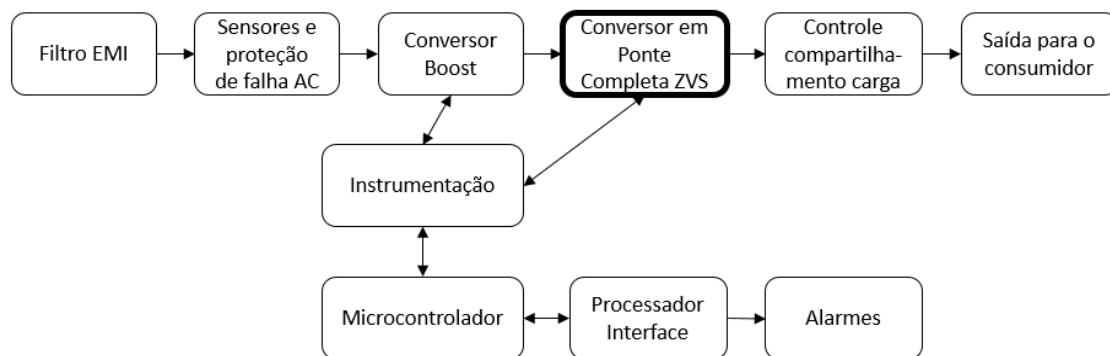 Filtro EMI
Sensores e
proteção
de falha AC
Conversor
Boost
Conversor em
Ponte
Completa ZVS
Controle
compartilha-
mento carga
Saída para o
consumidor
Instrumentação
Microcontrolador
Processador
Interface
Alarmes